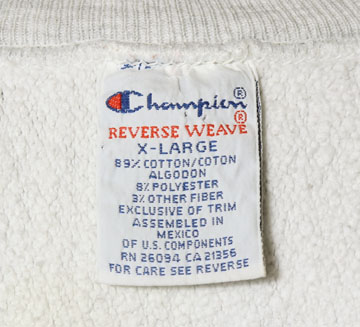 Champion®
REVERSE WEAVE®
X-LARGE
89% COTTON/COTON
ALGODON
8% POLYESTER
3% OTHER FIBER
EXCLUSIVE OF TRIM
ASSEMBLED IN
MEXICO
OF U.S. COMPONENTS
RN 26094 CA 21356
FOR CARE SEE REVERSE